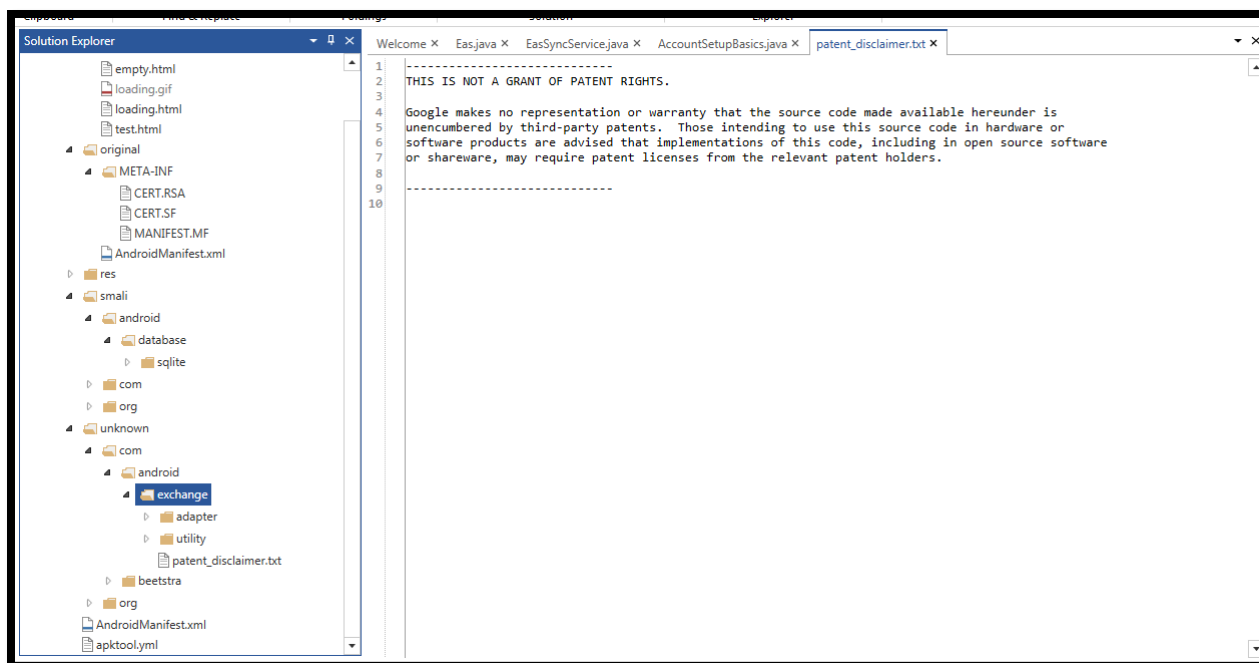 Clipboard Find & Replace Foldings Solution Explorer
Solution Explorer
empty.html
loading.gif
loading.html
test.html
original
META-INF
CERT.RSA
CERT.SF
MANIFEST.MF
AndroidManifest.xml
res
smali
android
database
sqlite
com
org
unknown
com
android
exchange
adapter
utility
patent_disclaimer.txt
beetstra
org
AndroidManifest.xml
apktool.yml
Welcome × Eas.java × EasSyncService.java × AccountSetupBasics.java × patent_disclaimer.txt ×
1 -----------------------------
2 THIS IS NOT A GRANT OF PATENT RIGHTS.
3
4 Google makes no representation or warranty that the source code made available hereunder is
5 unencumbered by third-party patents.  Those intending to use this source code in hardware or
6 software products are advised that implementations of this code, including in open source software
7 or shareware, may require patent licenses from the relevant patent holders.
8
9 -----------------------------
10